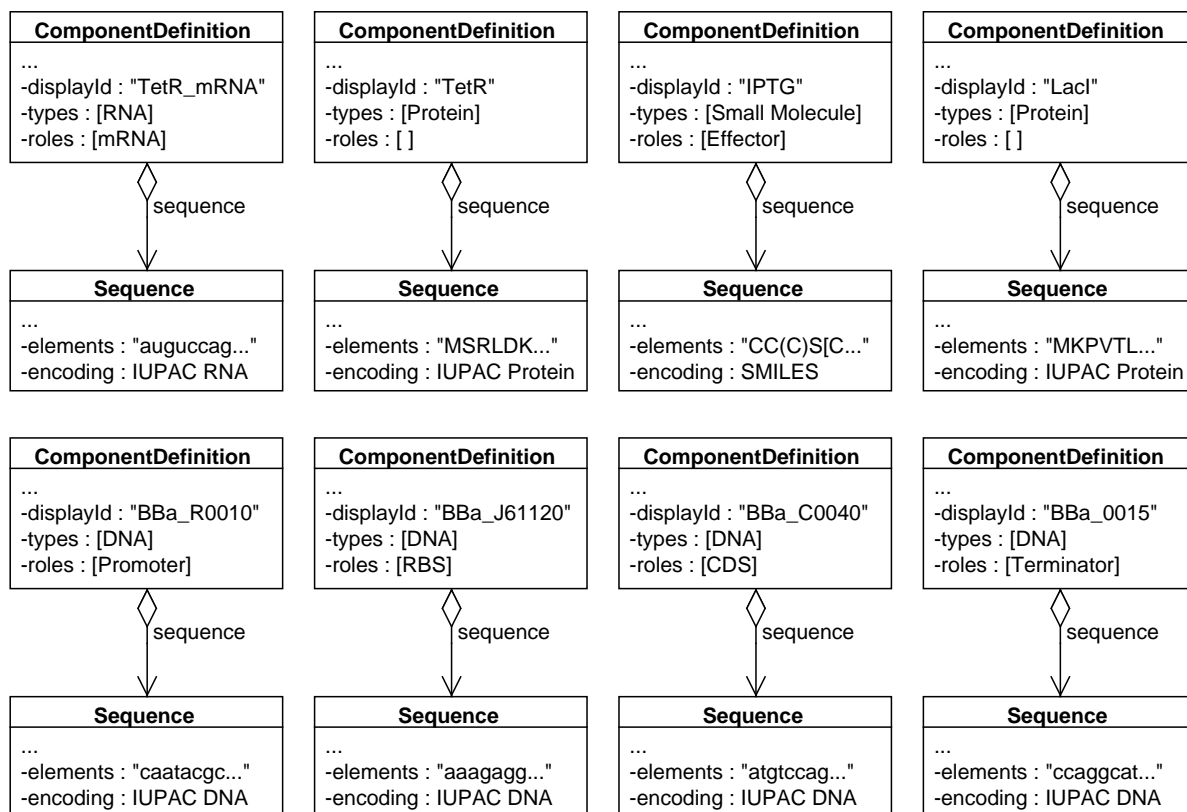 ComponentDefinition
...
-displayId : "TetR_mRNA"
-types : [RNA]
-roles : [mRNA]
sequence
Sequence
...
-elements : "auguccag..."
-encoding : IUPAC RNA
ComponentDefinition
...
-displayId : "TetR"
-types : [Protein]
-roles : [ ]
sequence
Sequence
...
-elements : "MSRLDK..."
-encoding : IUPAC Protein
ComponentDefinition
...
-displayId : "IPTG"
-types : [Small Molecule]
-roles : [Effector]
sequence
Sequence
...
-elements : "CC(C)S[C..."
-encoding : SMILES
ComponentDefinition
...
-displayId : "LacI"
-types : [Protein]
-roles : [ ]
sequence
Sequence
...
-elements : "MKPVTL..."
-encoding : IUPAC Protein
ComponentDefinition
...
-displayId : "BBa_R0010"
-types : [DNA]
-roles : [Promoter]
sequence
Sequence
...
-elements : "caatacgc..."
-encoding : IUPAC DNA
ComponentDefinition
...
-displayId : "BBa_J61120"
-types : [DNA]
-roles : [RBS]
sequence
Sequence
...
-elements : "aaagagg..."
-encoding : IUPAC DNA
ComponentDefinition
...
-displayId : "BBa_C0040"
-types : [DNA]
-roles : [CDS]
sequence
Sequence
...
-elements : "atgtccag..."
-encoding : IUPAC DNA
ComponentDefinition
...
-displayId : "BBa_0015"
-types : [DNA]
-roles : [Terminator]
sequence
Sequence
...
-elements : "ccaggcat..."
-encoding : IUPAC DNA